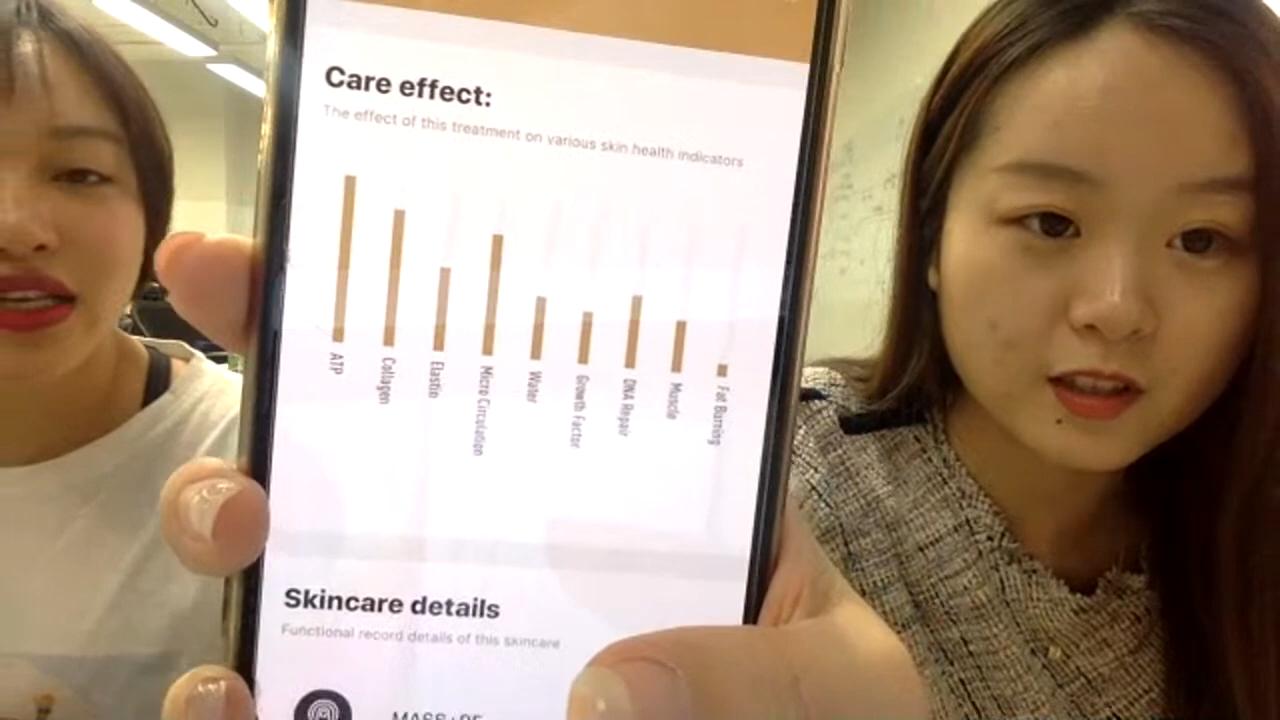 Care effect:
The effect of this treatment on various skin health indicators
ATP
Collagen
Elastin
Micro Circulation
Water
Growth Factor
DNA Repair
Muscle
Fat Burning
Skincare details
Functional record details of this skincare